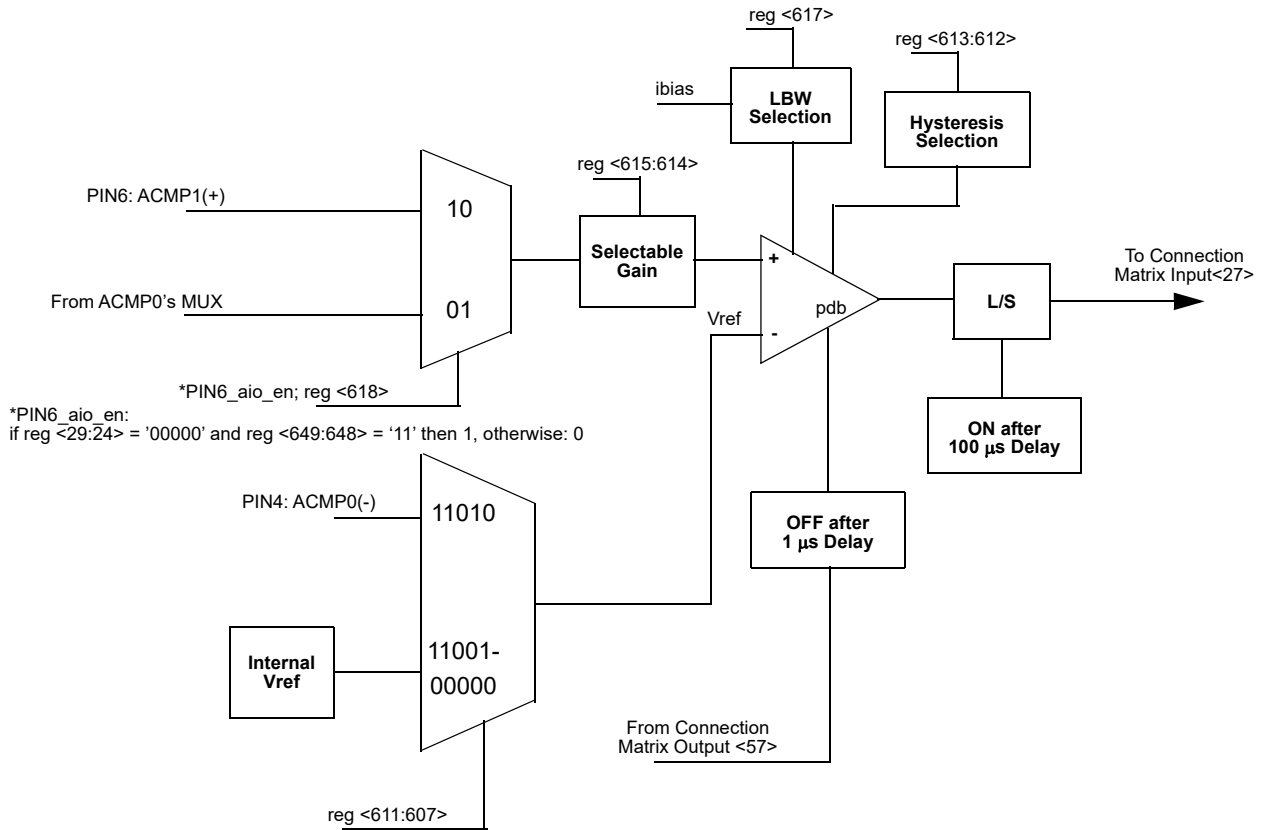 reg <617>
reg <613:612>
ibias
LBW
Selection
Hysteresis
Selection
reg <615:614>
PIN6: ACMP1(+)
10
Selectable
Gain
+
To Connection
Matrix Input<27>
From ACMP0's MUX
01
Vref
pdb
-
L/S
*PIN6_aio_en; reg <618>
*PIN6_aio_en:
if reg <29:24> = ’00000’ and reg <649:648> = ‘11’ then 1, otherwise: 0
ON after
100 µs Delay
PIN4: ACMP0(-)
11010
OFF after
1 µs Delay
Internal
Vref
11001-
00000
From Connection
Matrix Output <57>
reg <611:607>